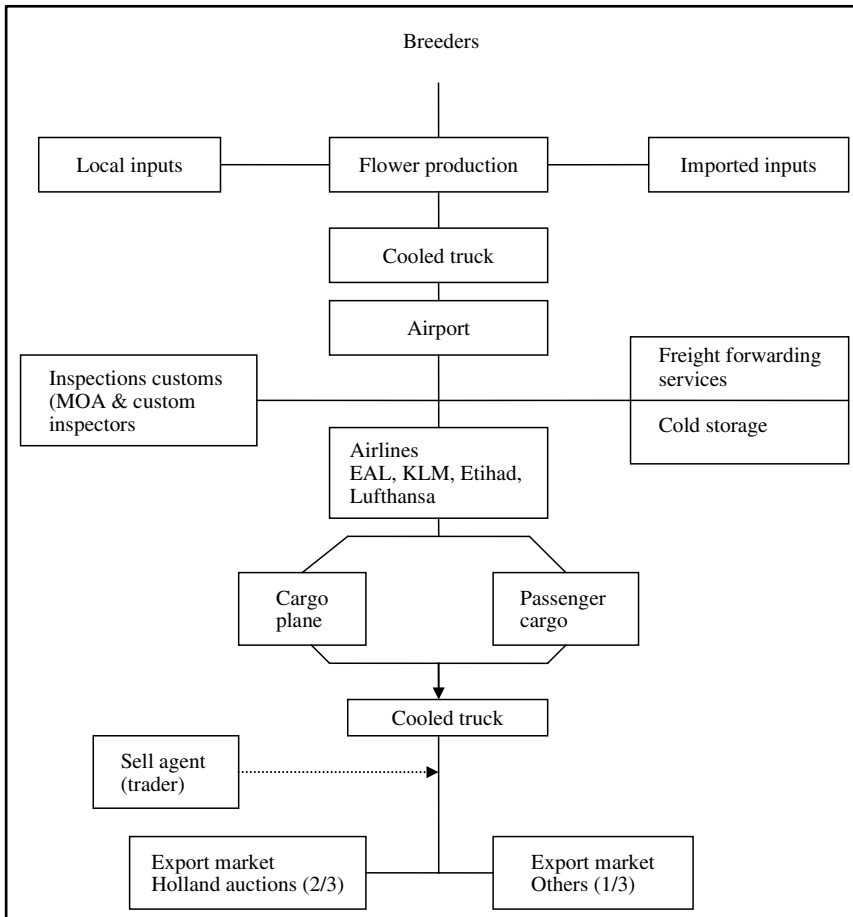 Breeders
Local inputs
Flower production
Imported inputs
Cooled truck
Airport
Inspections customs
(MOA & custom
inspectors
Freight forwarding
services
Cold storage
Airlines
EAL, KLM, Etihad,
Lufthansa
Cargo
plane
Passenger
cargo
Cooled truck
Sell agent
(trader)
Export market
Holland auctions (2/3)
Export market
Others (1/3)